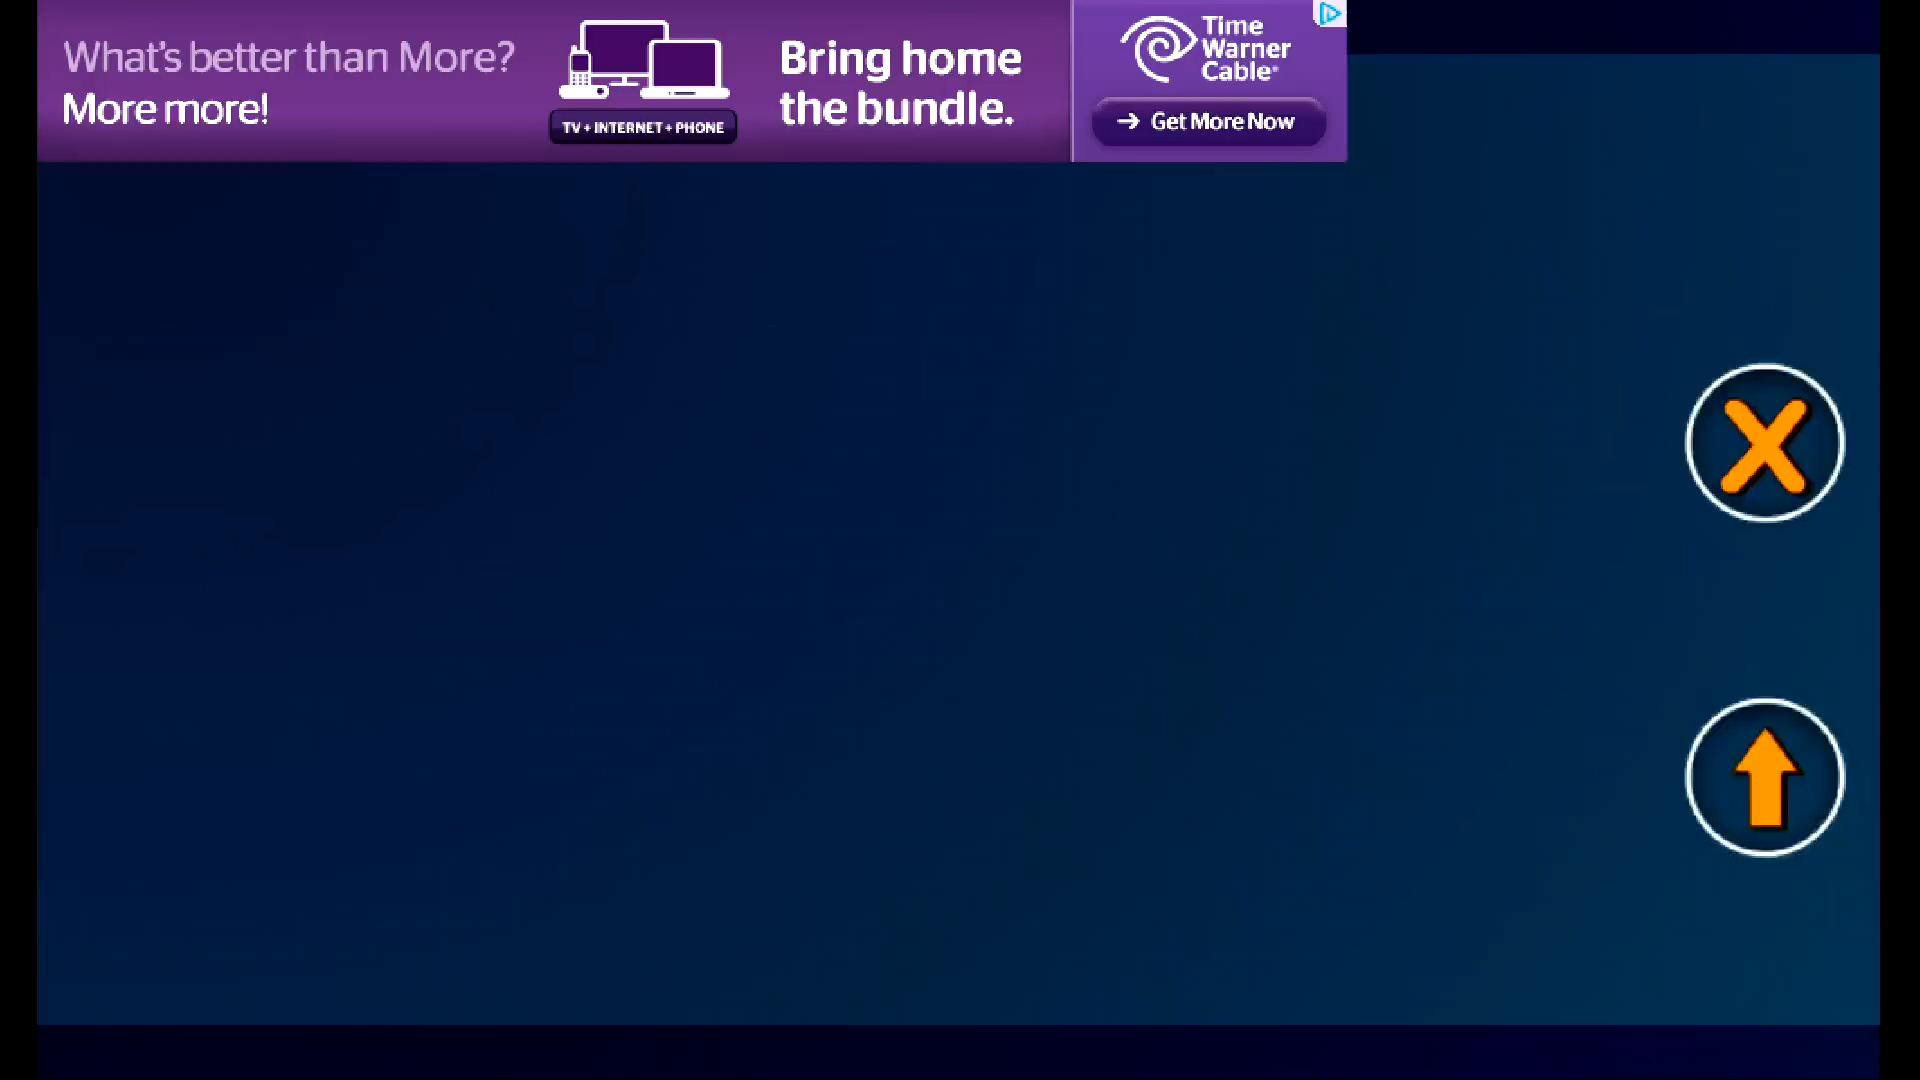 What's better than More?
More more!
TV + INTERNET + PHONE
Bring home
the bundle.
Time
Warner
Cable®
→ Get More Now